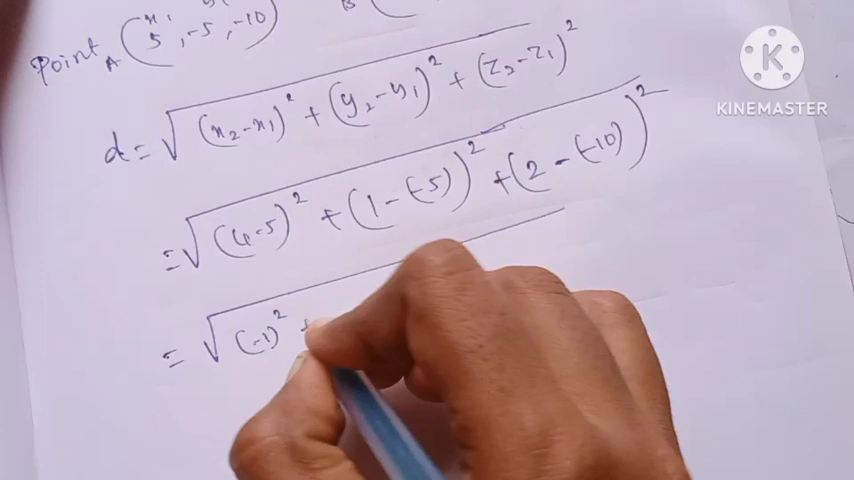 Point A (5, -5, -10) B (
x₁
d = √((x₂-x₁)² + (y₂-y₁)² + (z₂-z₁)²)
= √((4-5)² + (1-(-5))² + (2-(-10))²)
= √((-1)² +
K
KINEMASTER